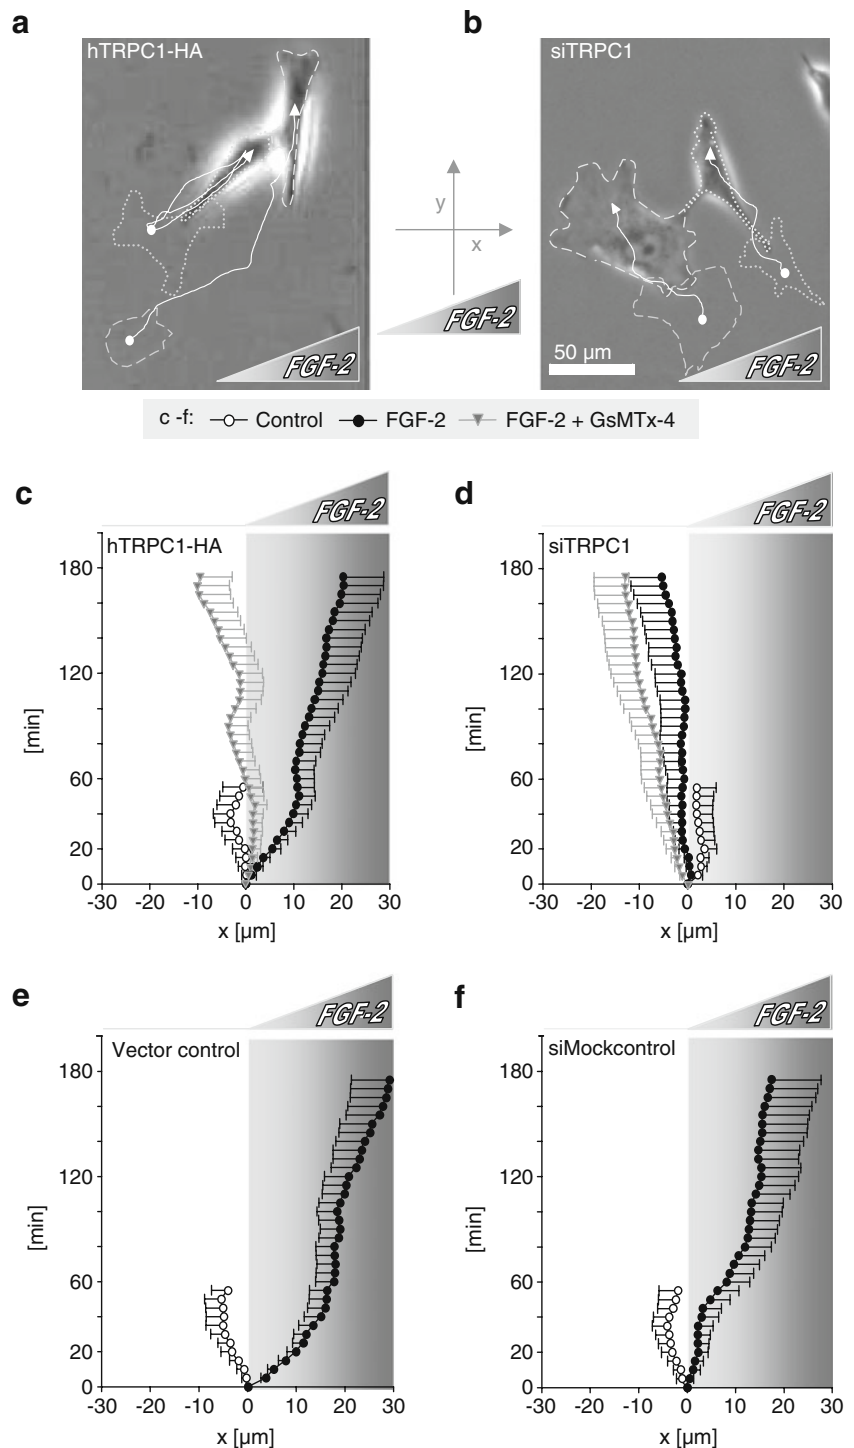 a
b
hTRPC1-HA
siTRPC1
y
x
FGF-2
FGF-2
50 µm
FGF-2
c -f: Control FGF-2 FGF-2 + GsMTx-4
c
FGF-2
d
FGF-2
hTRPC1-HA
siTRPC1
180
120
60
20
0
[min]
-30 -20 -10 0 10 20 30
x [µm]
180
120
60
20
0
[min]
-30 -20 -10 0 10 20 30
x [µm]
e
FGF-2
f
FGF-2
Vector control
siMockcontrol
180
120
60
20
0
[min]
-30 -20 -10 0 10 20 30
x [µm]
180
120
60
20
0
[min]
-30 -20 -10 0 10 20 30
x [µm]